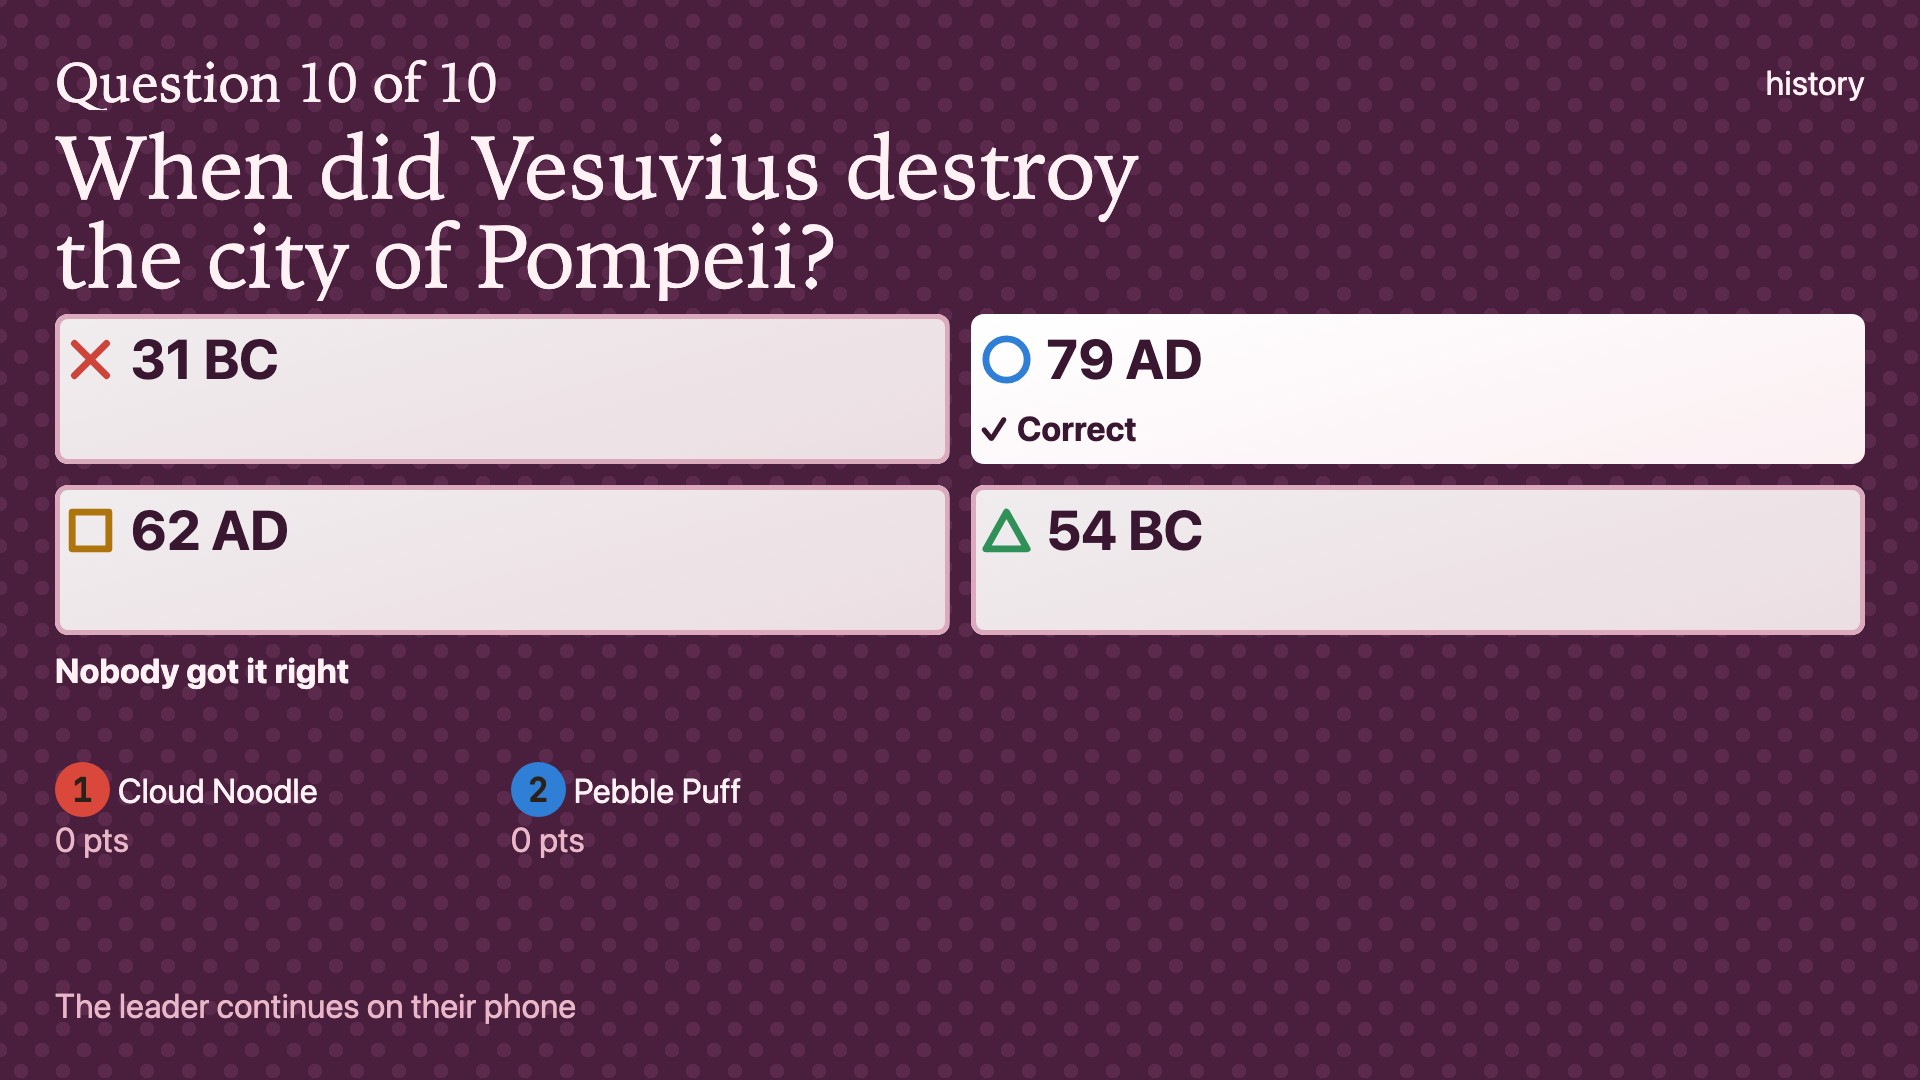 Question 10 of 10
history
When did Vesuvius destroy
the city of Pompeii?
31 BC
79 AD
✓ Correct
62 AD
54 BC
Nobody got it right
1 Cloud Noodle
0 pts
2 Pebble Puff
0 pts
The leader continues on their phone